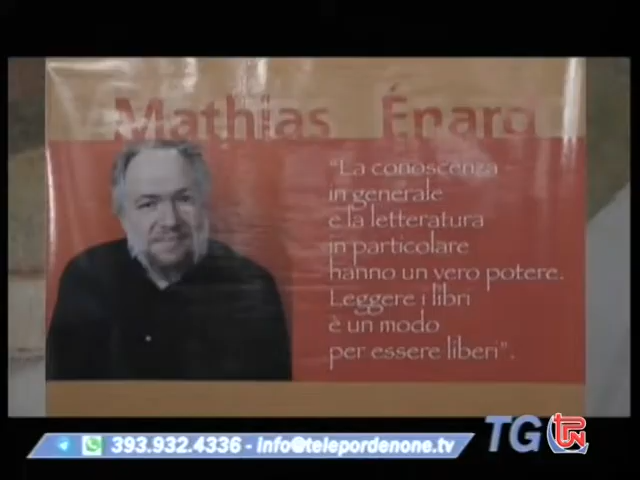 Mathias Énard
“La conoscenza
in generale
e la letteratura
in particolare
hanno un vero potere.
Leggere i libri
è un modo
per essere liberi”.
393.932.4336 - info@telepordenone.tv
TG TPN